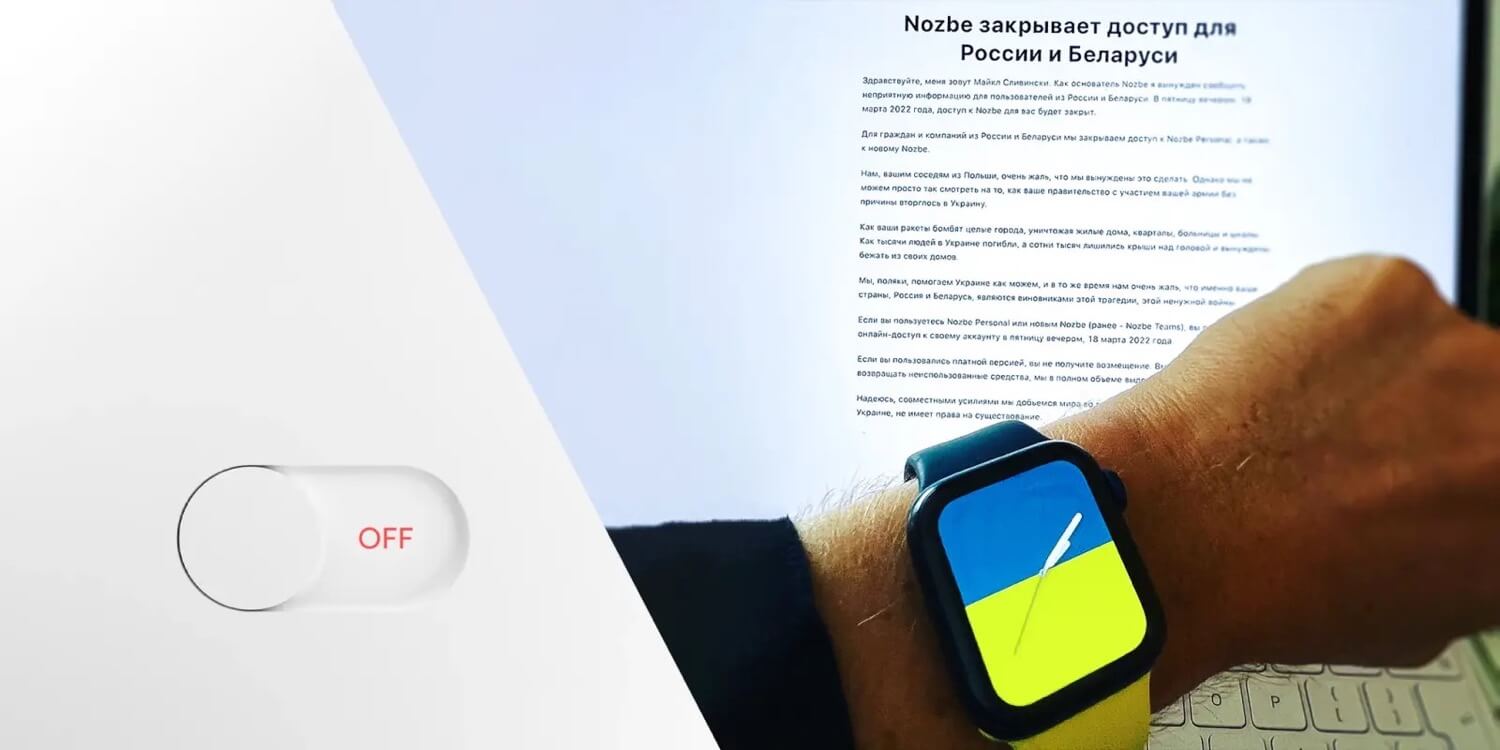 Nozbe закрывает доступ для
России и Беларуси
Здравствуйте, меня зовут Майкл Сливински. Как основатель Nozbe я вынужден сообщить
неприятную информацию для пользователей из России и Беларуси. В пятницу вечером, 18
марта 2022 года, доступ к Nozbe для вас будет закрыт.
Для граждан и компаний из России и Беларуси мы закрываем доступ к Nozbe Personal, а также
к новому Nozbe.
Нам, вашим соседям из Польши, очень жаль, что мы вынуждены это сделать. Однако мы не
можем просто так смотреть на то, как ваше правительство с участием вашей армии без
причины вторглось в Украину.
Как ваши ракеты бомбят целые города, уничтожая жилые дома, кварталы, больницы и школы.
Как тысячи людей в Украине погибли, а сотни тысяч лишились крыши над головой и вынуждены
бежать из своих домов.
Мы, поляки, помогаем Украине как можем, и в то же время нам очень жаль, что именно ваши
страны, Россия и Беларусь, являются виновниками этой трагедии, этой ненужной войны.
Если вы пользуетесь Nozbe Personal или новым Nozbe (ранее - Nozbe Teams), вы
онлайн-доступ к своему аккаунту в пятницу вечером, 18 марта 2022 года.
Если вы пользовались платной версией, вы не получите возмещение.
возвращать неиспользованные средства, мы в полном объеме
Надеюсь, совместными усилиями мы добьемся мира
Украине, не имеет права на существование.
OFF
O P